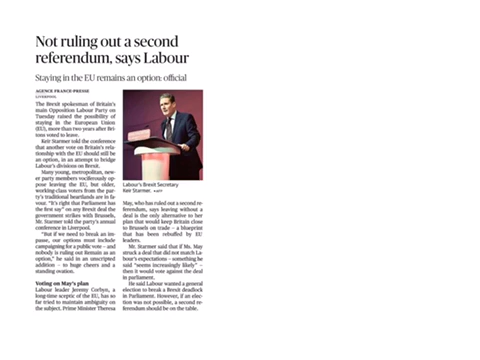 Not ruling out a second
referendum, says Labour
Staying in the EU remains an option: official
AGENCE FRANCE-PRESSE
LIVERPOOL
The Brexit spokesman of Britain's
main Opposition Labour Party on
Tuesday raised the possibility of
staying in the European Union
(EU), more than two years after Bri-
tons voted to leave.
Keir Starmer told the conference
that another vote on Britain's rela-
tionship with the EU should still be
an option, in an attempt to bridge
Labour's divisions on Brexit.
Many young, metropolitan, new-
er party members vociferously op-
pose leaving the EU, but older,
working-class voters from the par-
ty's traditional heartlands are in fa-
vour. "It's right that Parliament has
the first say" on any Brexit deal the
government strikes with Brussels,
Mr. Starmer told the party's annual
conference in Liverpool.
"But if we need to break an im-
passe, our options must include
campaigning for a public vote – and
nobody is ruling out Remain as an
option," he said in an unscripted
addition – to huge cheers and a
standing ovation.
Voting on May's plan
Labour leader Jeremy Corbyn, a
long-time sceptic of the EU, has so
far tried to maintain ambiguity on
the subject. Prime Minister Theresa
Labour's Brexit Secretary
Keir Starmer. AFP
May, who has ruled out a second re-
ferendum, says leaving without a
deal is the only alternative to her
plan that would keep Britain close
to Brussels on trade – a blueprint
that has been rebuffed by EU
leaders.
Mr. Starmer said that if Ms. May
struck a deal that did not match La-
bour's expectations – something he
said "seems increasingly likely" –
then it would vote against the deal
in parliament.
He said Labour wanted a general
election to break a Brexit deadlock
in Parliament. However, if an elec-
tion was not possible, a second re-
ferendum should be on the table.